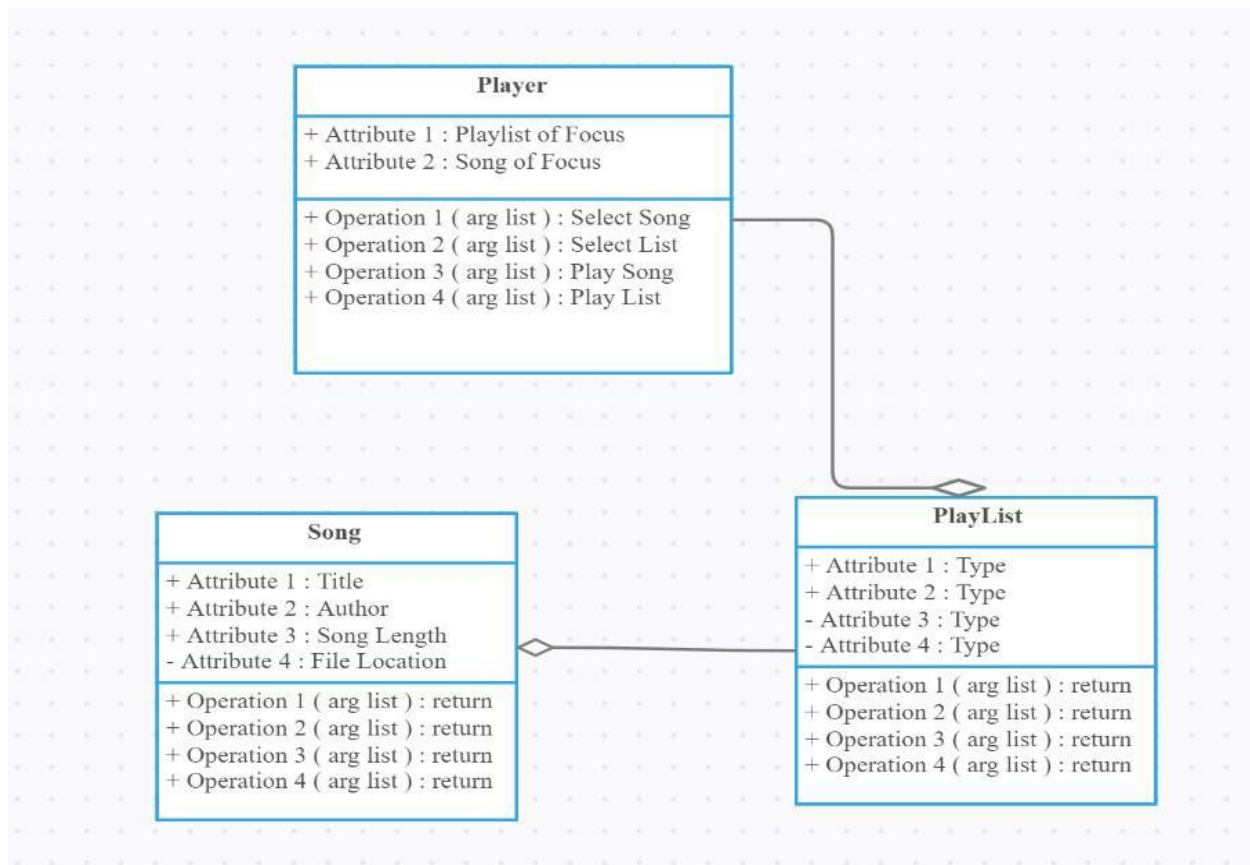 Player
+ Attribute 1 : Playlist of Focus
+ Attribute 2 : Song of Focus
+ Operation 1 ( arg list ) : Select Song
+ Operation 2 ( arg list ) : Select List
+ Operation 3 ( arg list ) : Play Song
+ Operation 4 ( arg list ) : Play List
Song
+ Attribute 1 : Title
+ Attribute 2 : Author
+ Attribute 3 : Song Length
- Attribute 4 : File Location
+ Operation 1 ( arg list ) : return
+ Operation 2 ( arg list ) : return
+ Operation 3 ( arg list ) : return
+ Operation 4 ( arg list ) : return
PlayList
+ Attribute 1 : Type
+ Attribute 2 : Type
- Attribute 3 : Type
- Attribute 4 : Type
+ Operation 1 ( arg list ) : return
+ Operation 2 ( arg list ) : return
+ Operation 3 ( arg list ) : return
+ Operation 4 ( arg list ) : return